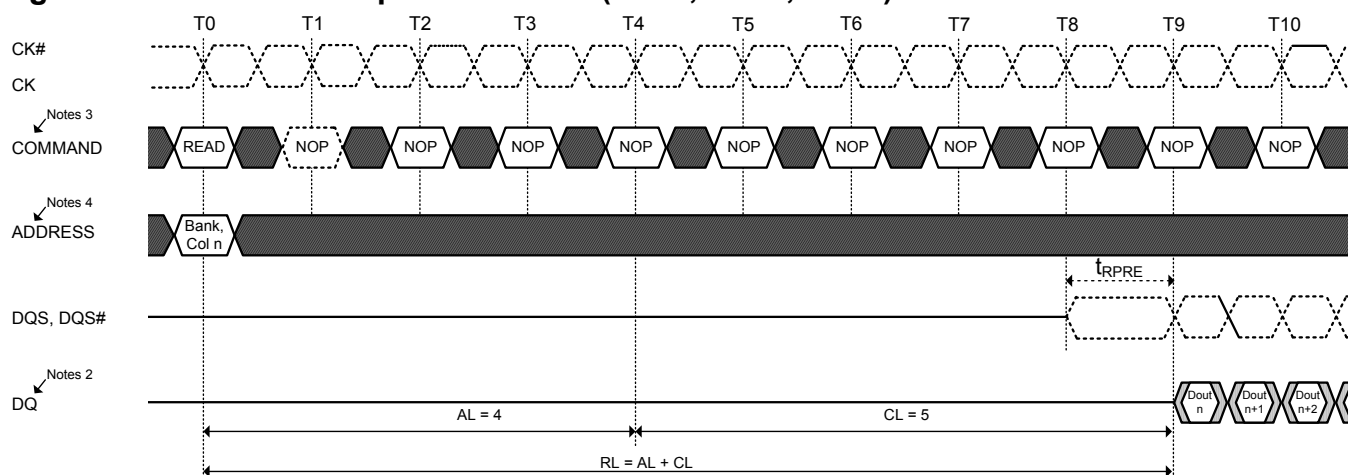 T0 T1 T2 T3 T4 T5 T6 T7 T8 T9 T10
CK#
CK
Notes 3
COMMAND
READ NOP NOP NOP NOP NOP NOP NOP NOP NOP NOP
Notes 4
ADDRESS
Bank,
Col n
tRPRE
DQS, DQS#
Notes 2
DQ
Dout
n
Dout
n+1
Dout
n+2
AL = 4
CL = 5
RL = AL + CL